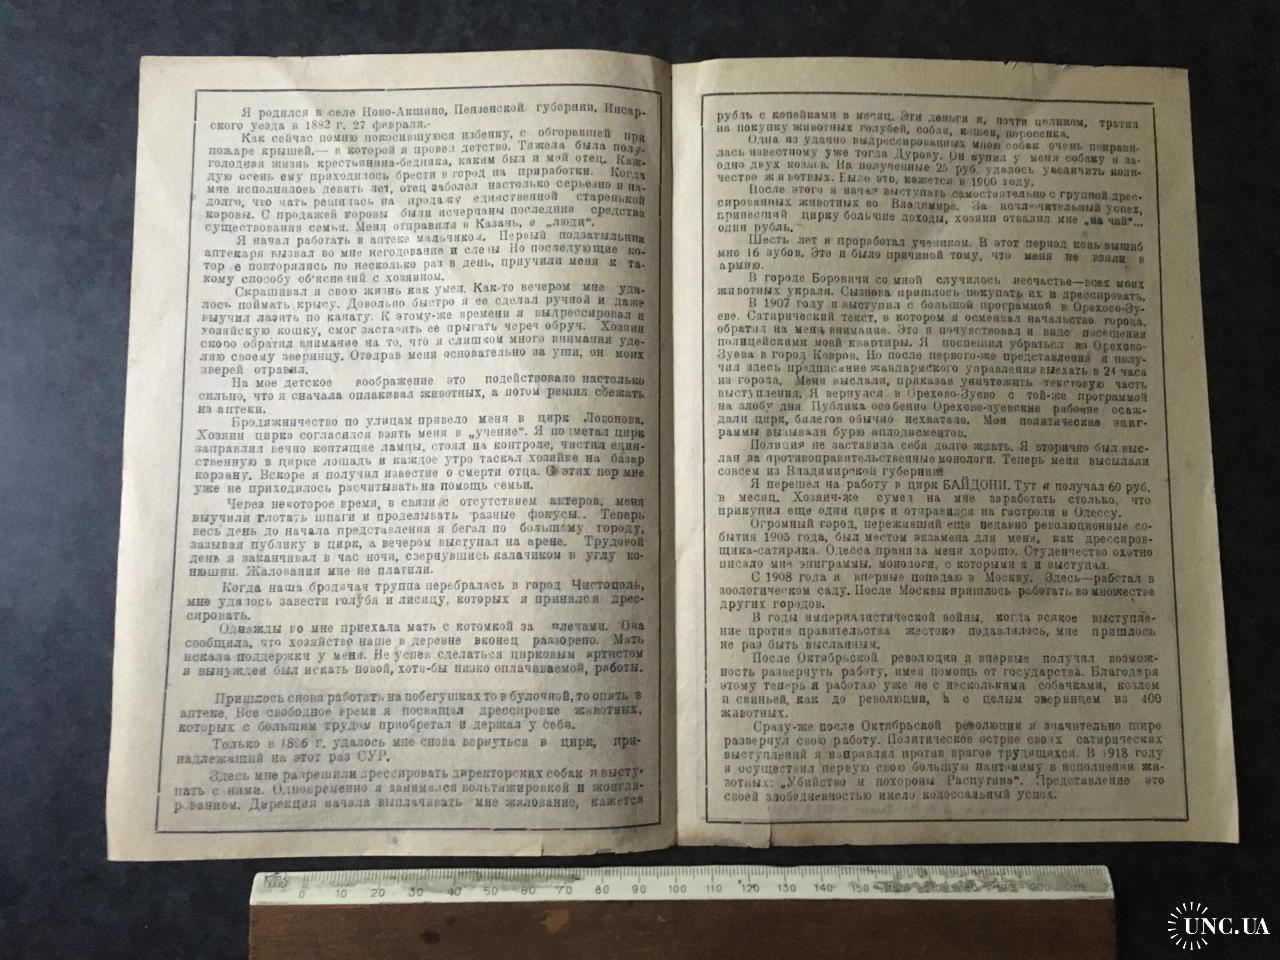 Я родился в селе Ново-Акшино, Пензенской губернии, Инсар-
ского уезда в 1882 г. 27 февраля.
Как сейчас помню покосившуюся избенку, с обгоревшей при
пожаре крышей,— в которой я провел детство. Тяжела была полу-
голодная жизнь крестьянина-бедняка, каким был и мой отец. Каж-
дую осень ему приходилось брести в город на приработки. Когда
мне исполнилось девять лет, отец заболел настолько серьезно и на-
долго, что мать решилась на продажу единственной старенькой
коровы. С продажей коровы были исчерпаны последние средства
существования семьи. Меня отправили в Казань, в „люди".
Я начал работать в аптеке мальчиком. Первый подзатыльник
аптекаря вызвал во мне негодование и слезы Но последующие ко-
тор е повторялись по несколько раз в день, приучили меня к та-
кому способу об'яснений с хозяином.
Скрашивал я свою жизнь как умел. Как-то вечером мне уда-
лось поймать крысу. Довольно быстро я ее сделал ручной и даже
выучил лазить по канату. К этому-же времени я выдрессировал и
хозяйскую кошку, смог заставить ее прыгать через обруч. Хозяин
скоро обратил внимание на то, что я слишком много внимания уде-
ляю своему зверинцу. Отодрав меня основательно за уши, он моих
зверей отравил.
На мое детское воображение это подействовало настолько
сильно, что я сначала оплакивал животных, а потом решил сбежать
из аптеки.
Бродяжничество по улицам привело меня в цирк Лобонова.
Хозяин цирка согласился взять меня в „учение". Я подметал цирк
заправлял вечно коптящие лампы, стоял на контроле, чистил един-
ственную в цирке лошадь и каждое утро таскал хозяйке на базар
корзину. Вскоре я получил известие о смерти отца. С этих пор мне
уже не приходилось расчитывать на помощь семьи.
Через некоторое время, в связи с отсутствием актеров, меня
выучили глотать шпаги и проделывать разные фокусы.. Теперь
весь день до начала представления я бегал по большому городу,
зазывая публику в цирк, а вечером выступал на арене. Трудовой
день я заканчивал в час ночи, свернувшись калачиком в углу ко-
нюшни. Жалования мне не платили.
Когда наша бродячая труппа перебралась в город Чистополь,
мне удалось завести голубя и лисицу, которых я принялся дрес-
сировать.
Однажды ко мне приехала мать с котомкой за плечами. Она
сообщила, что хозяйство наше в деревне вконец разорено. Мать
искала поддержки у меня. Не успев сделаться цирковым артистом
я вынужден был искать новой, хотя-бы низко оплачиваемой, работы.
Пришлось снова работать на побегушках то в булочной, то опять в
аптеке. Все свободное время я посвящал дрессировке животных,
которых с большим трудом приобретал и держал у себя.
Только в 1896 г. удалось мне снова вернуться в цирк, при-
надлежащий на этот раз СУР.
Здесь мне разрешили дрессировать директорских собак и высту-
пать с ними. Одновременно я занимался вольтижировкой и жонгли-
рованием. Дирекция начала выплачивать мне жалование, кажется
рубль с копейками в месяц. Эти деньги я, почти целиком, тратил
на покупку животных голубей, собак, кошек, поросенка.
Одна из удачно выдрессированных мною собак очень понрави-
лась известному уже тогда Дурову. Он купил у меня собаку и за-
одно двух козлов. На полученные 25 руб. удалось увеличить коли-
чество животных. Было это, кажется в 1900 году.
После этого я начал выступать самостоятельно с группой дрес-
сированных животных во Владимире. За исключительный успех,
принесший цирку большие доходы, хозяин отвалил мне „на чай"...
один рубль.
Шесть лет я проработал учеником. В этот период конь вышиб
мне 16 зубов. Это и было причиной тому, что меня не взяли в
армию.
В городе Боровичи со мной случилось несчастье—всех моих
животных украли. Сызнова пришлось покупать их и дрессировать.
В 1907 году я выступил с большой программой в Орехово-Зу-
еве. Сатирический текст, в котором я осмеивал начальство города,
обратил на меня внимание. Это я почувствовал в виде посещения
полицейскими моей квартиры. Я поспешил убраться из Орехово-
Зуева в город Ковров. Но после первого-же представления я полу-
чил здесь предписание жандармского управления выехать в 24 часа
из города. Меня выслали, приказав уничтожить текстовую часть
выступления. Я вернулся в Орехово-Зуево с той-же программой
на злобу дня. Публика особенно Орехово-зуевские рабочие осаж-
дали цирк, билетов обычно нехватало. Мои политические эпиг-
раммы вызывали бурю аплодисментов.
Полиция не заставила себя долго ждать. Я вторично был выс-
лан за противоправительственные монологи. Теперь меня высылали
совсем из Владимирской губернии
Я перешел на работу в цирк БАЙДОНИ. Тут я получал 60 руб.
в месяц. Хозяин-же сумел на мне заработать столько, что
прикупил еще один цирк и отправился на гастроли в Одессу.
Огромный город, переживший еще недавно революционные со-
бытия 1905 года, был местом экзамена для меня, как дрессиров-
щика-сатирика. Одесса приняла меня хорошо. Студенчество охотно
писало мне эпиграммы, монологи, с которыми я и выступал.
С 1908 года я впервые попадаю в Москву. Здесь—работал в
зоологическом саду. После Москвы пришлось работать во множестве
других городов.
В годы империалистической войны, когда всякое выступле-
ние против правительства жестоко подавлялось, мне пришлось
не раз быть высланным.
После Октябрьской революции я впервые получил возмож-
ность развернуть работу, имея помощь от государства. Благодаря
этому теперь я работаю уже не с несколькими собачками, козлом
и свиньей, как до революции, а с целым зверинцем из 400
животных.
Сразу-же после Октябрьской революции я значительно шире
развернул свою работу. Политическое острие своих сатирических
выступлений я направлял против врагов трудящихся. В 1918 году
я осуществил первую свою большую пантомиму в исполнении жи-
вотных: „Убийство и похороны Распутина". Представление это
своей злободневностью имело колоссальный успех.
0 10 20 30 40 50 60 70 80 90 100 110 120 130 140 150
UNC.UA